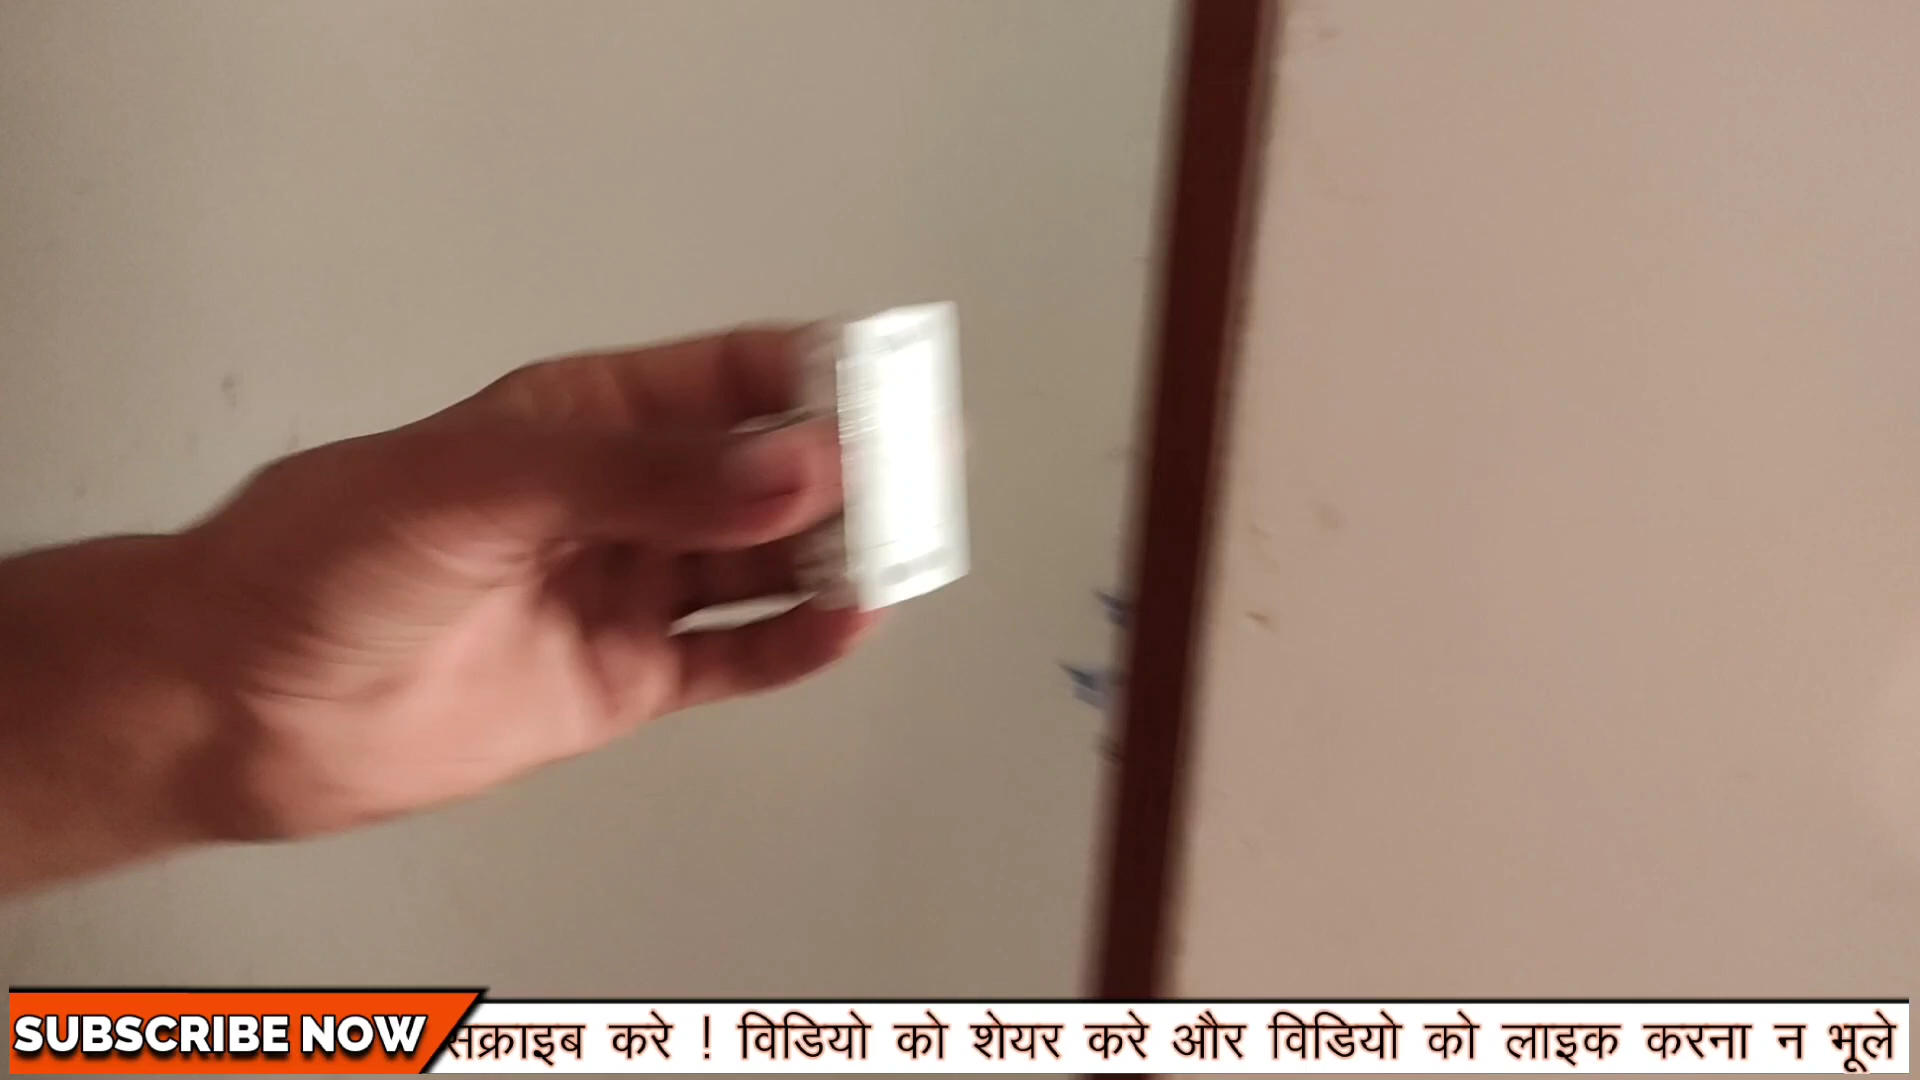 SUBSCRIBE NOW
सक्राइब करे ! विडियो को शेयर करे और विडियो को लाइक करना न भूले